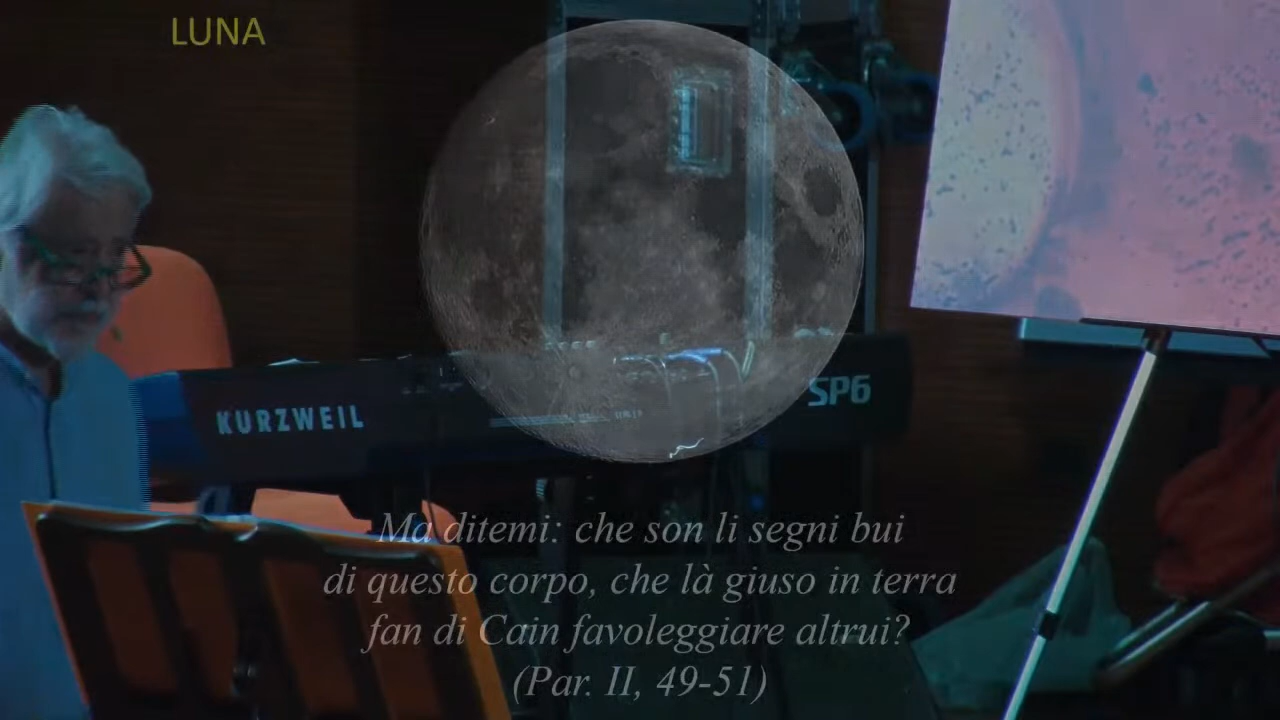 LUNA
KURZWEIL
SP6
Ma ditemi: che son li segni bui
di questo corpo, che là giuso in terra
fan di Cain favoleggiare altrui?
(Par. II, 49-51)